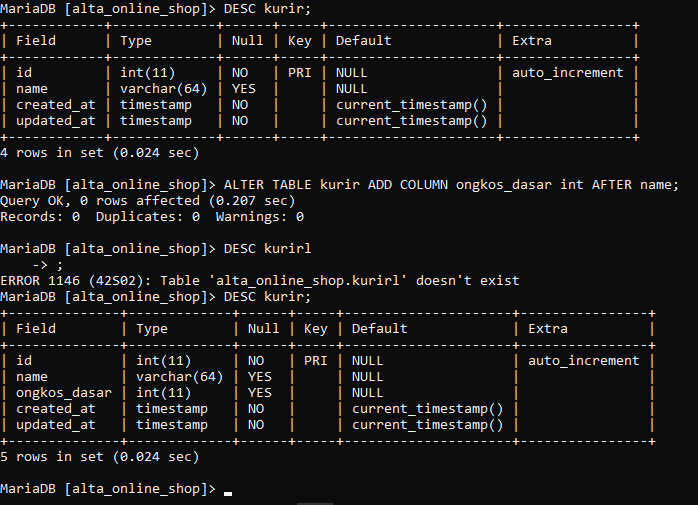 MariaDB [alta_online_shop]> DESC kurir;
+------------+-------------+------+-----+---------------------+----------------+
| Field      | Type        | Null | Key | Default             | Extra          |
+------------+-------------+------+-----+---------------------+----------------+
| id         | int(11)     | NO   | PRI | NULL                | auto_increment |
| name       | varchar(64) | YES  |     | NULL                |                |
| created_at | timestamp   | NO   |     | current_timestamp() |                |
| updated_at | timestamp   | NO   |     | current_timestamp() |                |
+------------+-------------+------+-----+---------------------+----------------+
4 rows in set (0.024 sec)

MariaDB [alta_online_shop]> ALTER TABLE kurir ADD COLUMN ongkos_dasar int AFTER name;
Query OK, 0 rows affected (0.207 sec)
Records: 0  Duplicates: 0  Warnings: 0

MariaDB [alta_online_shop]> DESC kurirl
    -> ;
ERROR 1146 (42S02): Table 'alta_online_shop.kurirl' doesn't exist
MariaDB [alta_online_shop]> DESC kurir;
+--------------+-------------+------+-----+---------------------+----------------+
| Field        | Type        | Null | Key | Default             | Extra          |
+--------------+-------------+------+-----+---------------------+----------------+
| id           | int(11)     | NO   | PRI | NULL                | auto_increment |
| name         | varchar(64) | YES  |     | NULL                |                |
| ongkos_dasar | int(11)     | YES  |     | NULL                |                |
| created_at   | timestamp   | NO   |     | current_timestamp() |                |
| updated_at   | timestamp   | NO   |     | current_timestamp() |                |
+--------------+-------------+------+-----+---------------------+----------------+
5 rows in set (0.024 sec)

MariaDB [alta_online_shop]> _